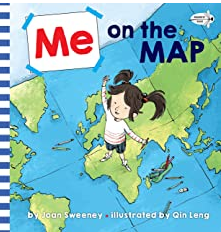 Me on the
MAP
by Joan Sweeney • illustrated by Qin Leng